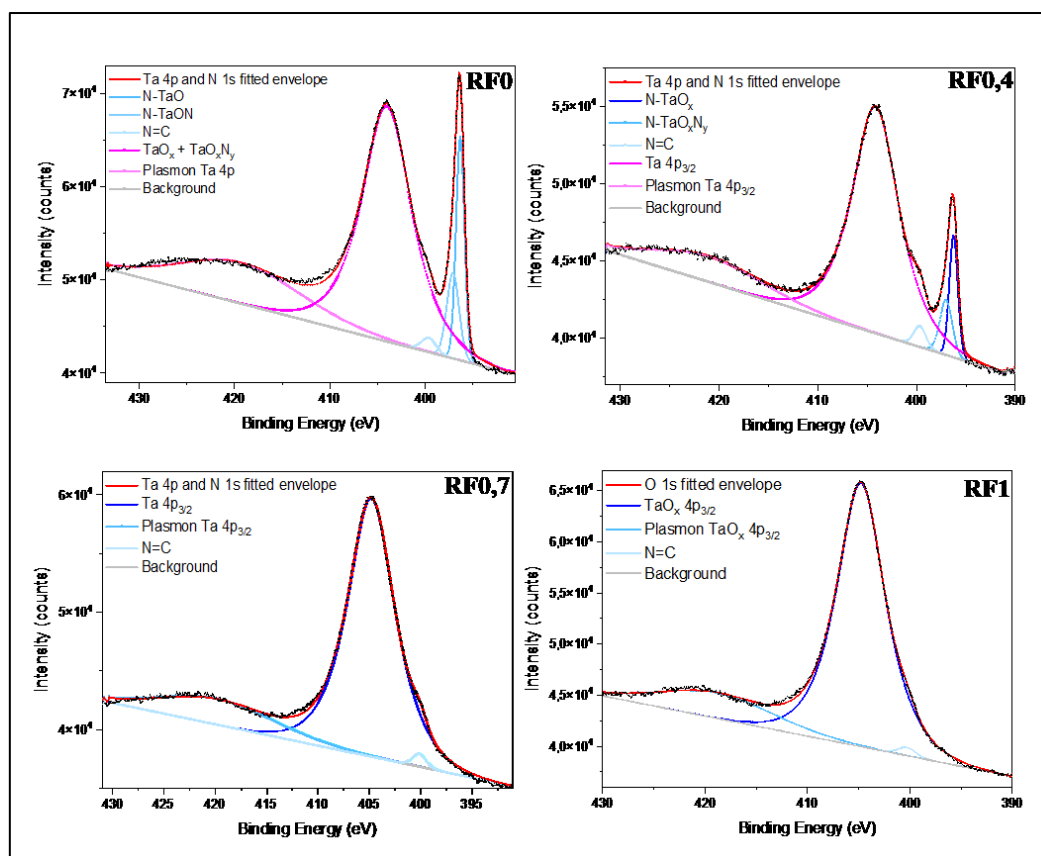 RF0
Ta 4p and N 1s fitted envelope
N-TaO
N-TaON
N=C
TaOₓ + TaOₓNᵧ
Plasmon Ta 4p
Background
7×10⁴
6×10⁴
5×10⁴
4×10⁴
Intensity (counts)
430 420 410 400
Binding Energy (eV)
RF0,4
Ta 4p and N 1s fitted envelope
N-TaOₓ
N-TaOₓNᵧ
N=C
Ta 4p₃/₂
Plasmon Ta 4p₃/₂
Background
5,5×10⁴
5,0×10⁴
4,5×10⁴
4,0×10⁴
Intensity (counts)
430 420 410 400 390
Binding Energy (eV)
RF0,7
Ta 4p and N 1s fitted envelope
Ta 4p₃/₂
Plasmon Ta 4p₃/₂
N=C
Background
6×10⁴
5×10⁴
4×10⁴
Intensity (counts)
430 425 420 415 410 405 400 395
Binding Energy (eV)
RF1
O 1s fitted envelope
TaOₓ 4p₃/₂
Plasmon TaOₓ 4p₃/₂
N=C
Background
6,5×10⁴
6,0×10⁴
5,5×10⁴
5,0×10⁴
4,5×10⁴
4,0×10⁴
Intensity (counts)
430 420 410 400 390
Binding Energy (eV)